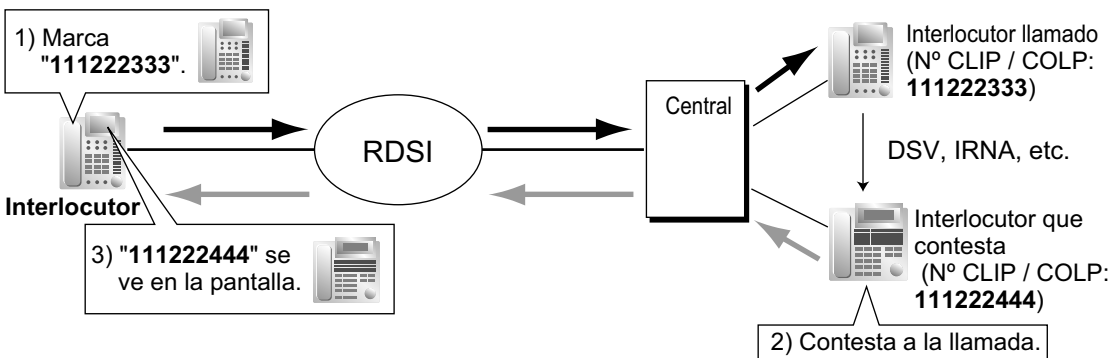 1) Marca
"111222333".
Interlocutor
3) "111222444" se
ve en la pantalla.
RDSI
Central
Interlocutor llamado
(Nº CLIP / COLP:
111222333)
DSV, IRNA, etc.
Interlocutor que
contesta
(Nº CLIP / COLP:
111222444)
2) Contesta a la llamada.